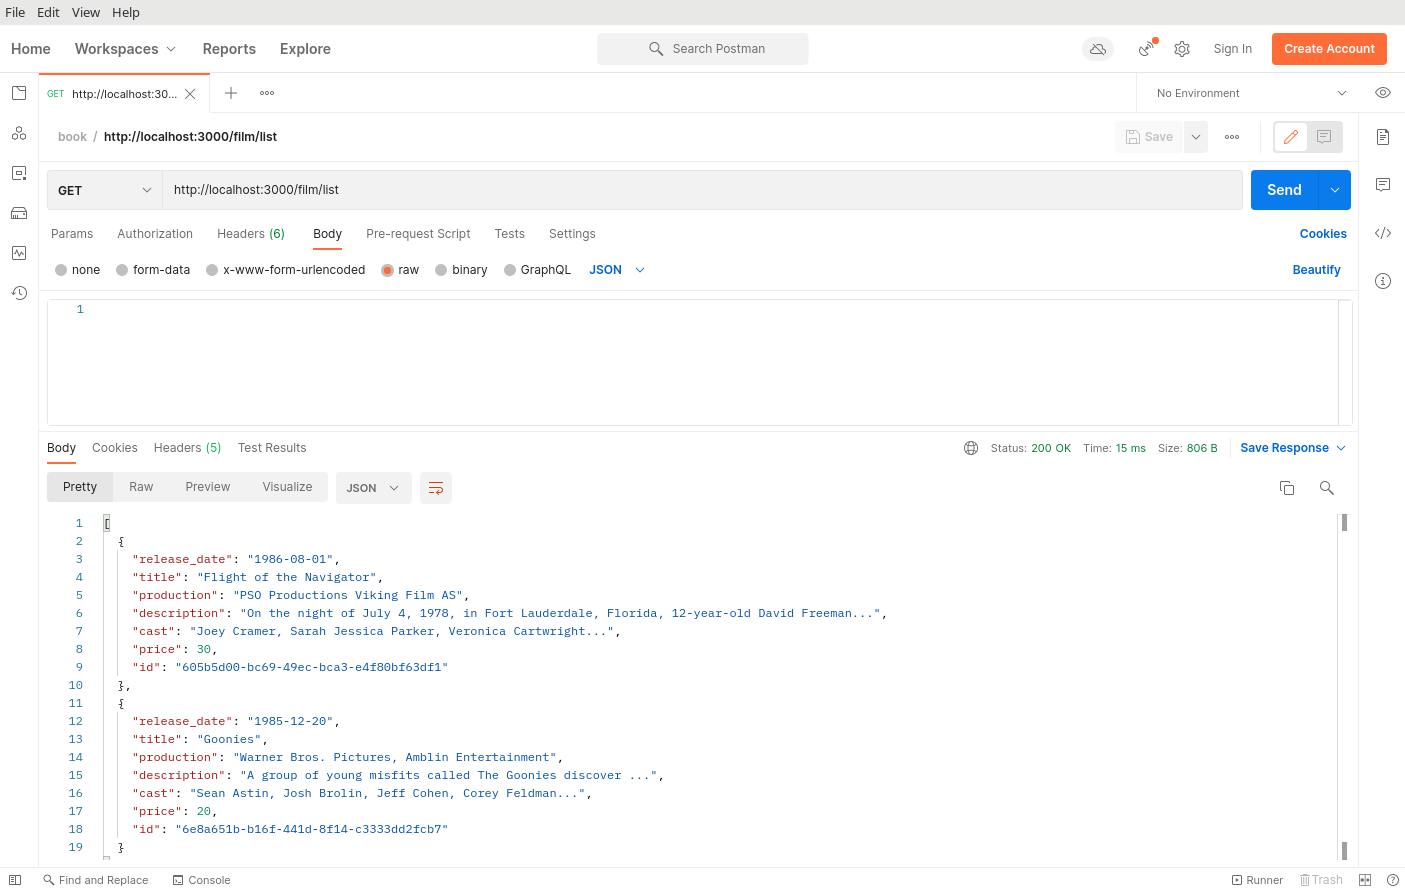 File Edit View Help
Home Workspaces Reports Explore Search Postman Sign In Create Account
GET http://localhost:30... No Environment
book / http://localhost:3000/film/list Save
GET http://localhost:3000/film/list Send
Params Authorization Headers (6) Body Pre-request Script Tests Settings Cookies
none form-data x-www-form-urlencoded raw binary GraphQL JSON Beautify
1
Body Cookies Headers (5) Test Results Status: 200 OK Time: 15 ms Size: 806 B Save Response
Pretty Raw Preview Visualize JSON
1 [
2 {
3 "release_date": "1986-08-01",
4 "title": "Flight of the Navigator",
5 "production": "PSO Productions Viking Film AS",
6 "description": "On the night of July 4, 1978, in Fort Lauderdale, Florida, 12-year-old David Freeman...",
7 "cast": "Joey Cramer, Sarah Jessica Parker, Veronica Cartwright...",
8 "price": 30,
9 "id": "605b5d00-bc69-49ec-bca3-e4f80bf63df1"
10 },
11 {
12 "release_date": "1985-12-20",
13 "title": "Goonies",
14 "production": "Warner Bros. Pictures, Amblin Entertainment",
15 "description": "A group of young misfits called The Goonies discover ...",
16 "cast": "Sean Astin, Josh Brolin, Jeff Cohen, Corey Feldman...",
17 "price": 20,
18 "id": "6e8a651b-b16f-441d-8f14-c3333dd2fcb7"
19 }
Find and Replace Console Runner Trash